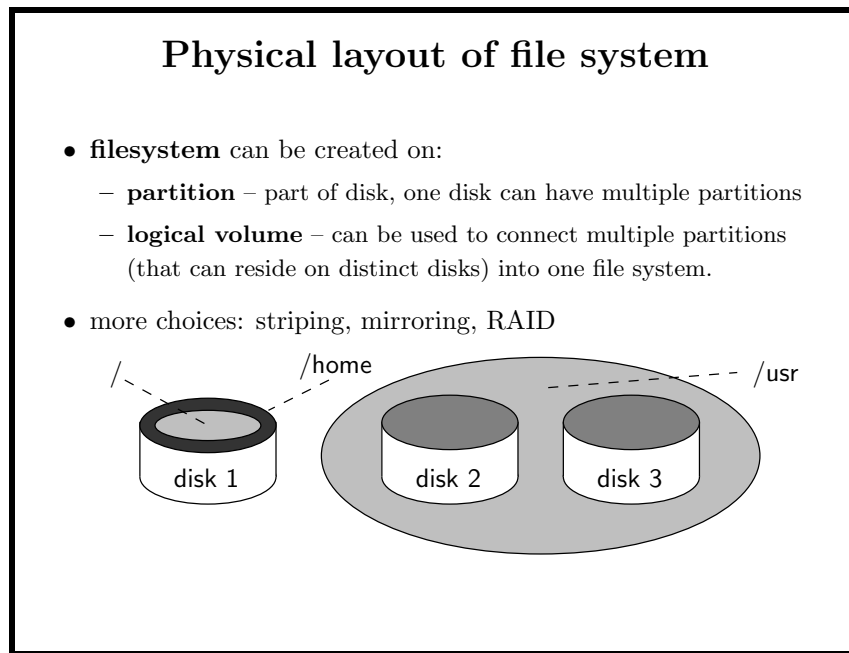 Physical layout of file system
• filesystem can be created on:
– partition – part of disk, one disk can have multiple partitions
– logical volume – can be used to connect multiple partitions
(that can reside on distinct disks) into one file system.
• more choices: striping, mirroring, RAID
/ /home /usr
disk 1 disk 2 disk 3